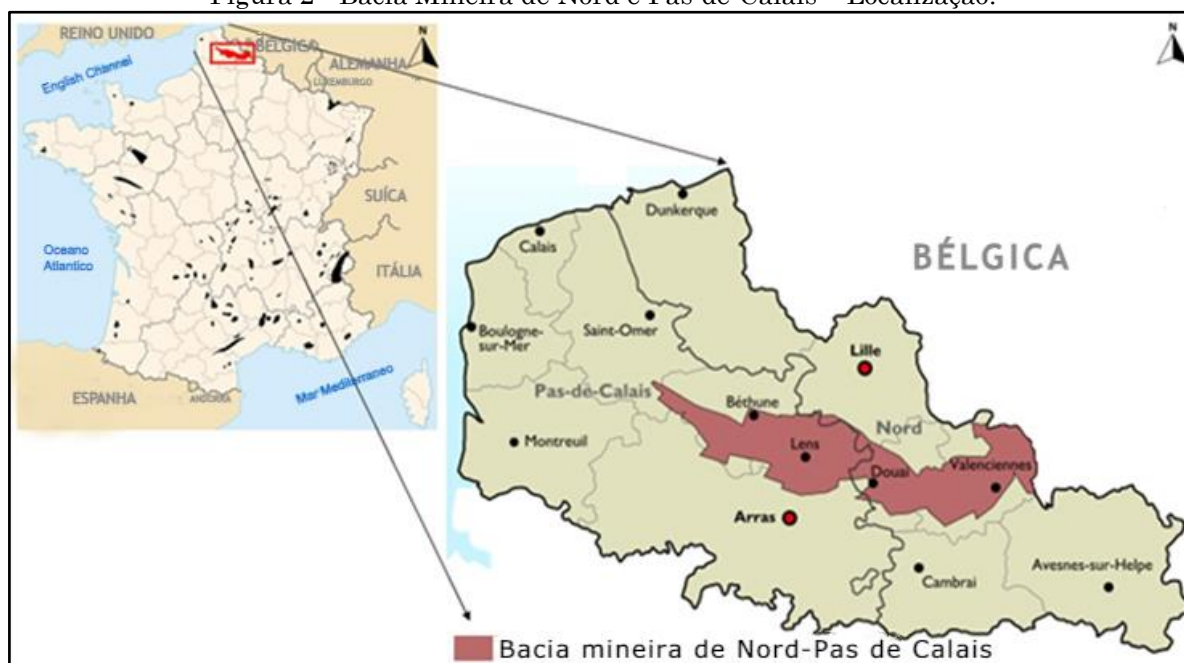 Figura 2 - Bacia Mineira de Nord e Pas-de-Calais – Localização.
REINO UNIDO
BÉLGICA
ALEMANHA
LUXEMBURGO
English Channel
SUÍCA
Oceano
Atlantico
ITÁLIA
Mar Mediterraneo
ESPANHA
ANDORRA
N
N
Dunkerque
Calais
BÉLGICA
Boulogne-
sur-Mer
Saint-Omer
Lille
Pas-de-Calais
Béthune
Nord
Montreuil
Lens
Douai
Valenciennes
Arras
Cambrai
Avesnes-sur-Helpe
Bacia mineira de Nord-Pas de Calais